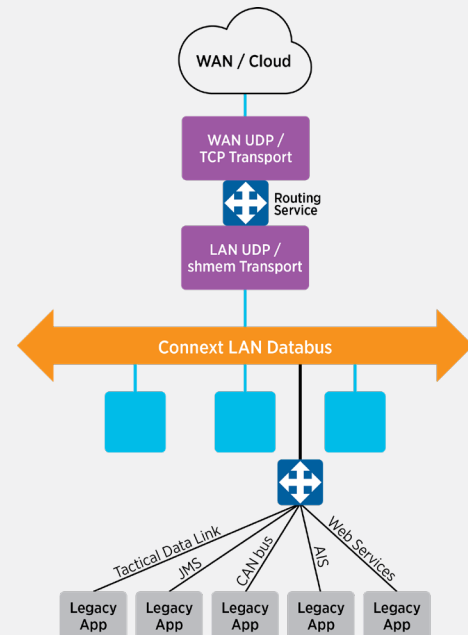 WAN / Cloud
WAN UDP /
TCP Transport
Routing
Service
LAN UDP /
shmem Transport
Connext LAN Databus
Tactical Data Link
JMS
CAN bus
AIS
Web Services
Legacy
App
Legacy
App
Legacy
App
Legacy
App
Legacy
App